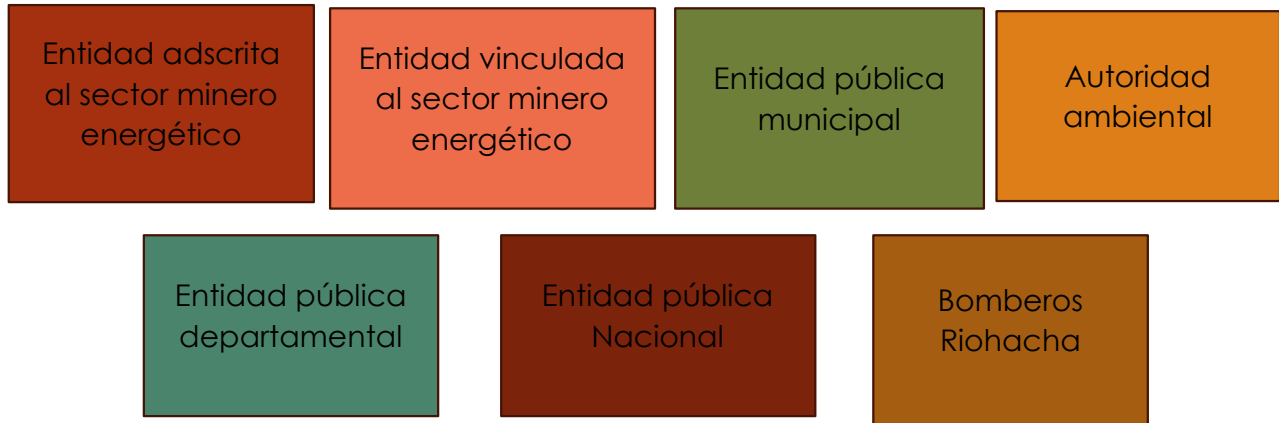 Entidad adscrita
al sector minero
energético
Entidad vinculada
al sector minero
energético
Entidad pública
municipal
Autoridad
ambiental
Entidad pública
departamental
Entidad pública
Nacional
Bomberos
Riohacha